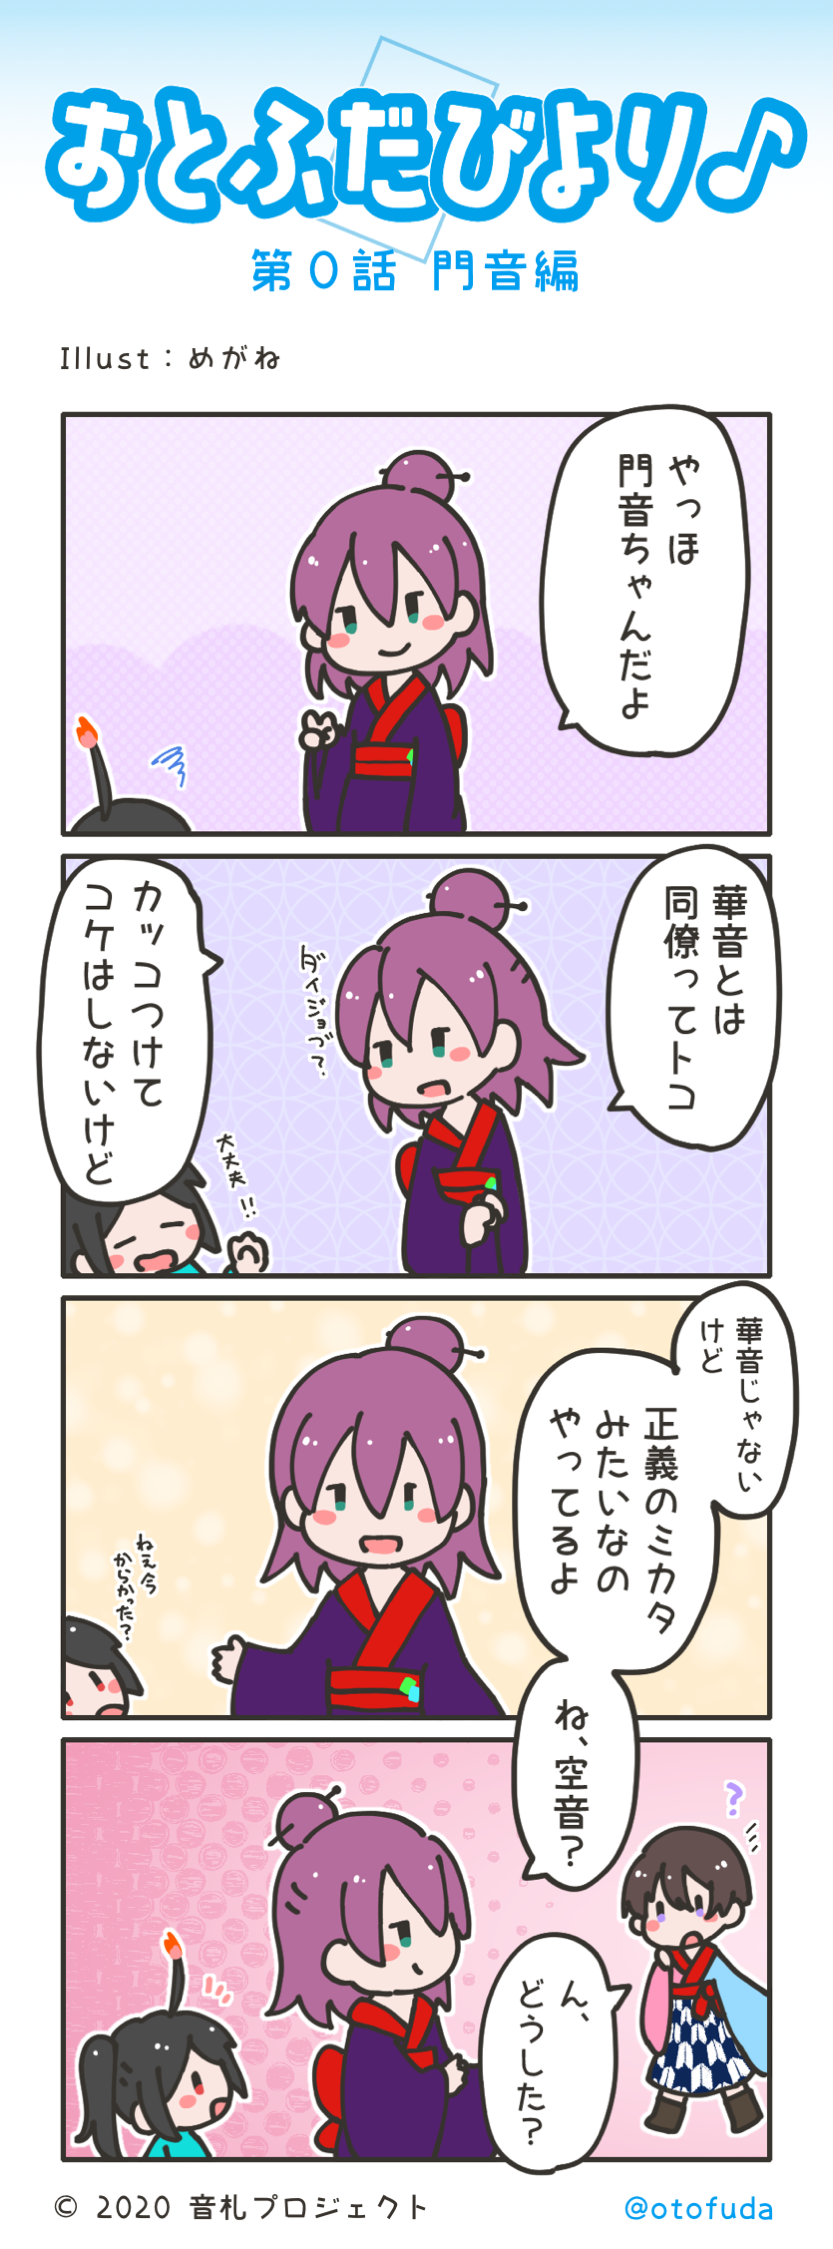 おとふだびより♪
第0話 門音編
Illust：めがね
やっほ
門音ちゃんだよ
華音とは
同僚ってトコ
ダイジョブ？
カッコつけて
コケはしないけど
大丈夫!!
華音じゃない
けど
正義のミカタ
みたいなの
やってるよ
ねぇ今
からかった？
ね、空音？
?
ん、
どうした？
© 2020 音札プロジェクト
@otofuda